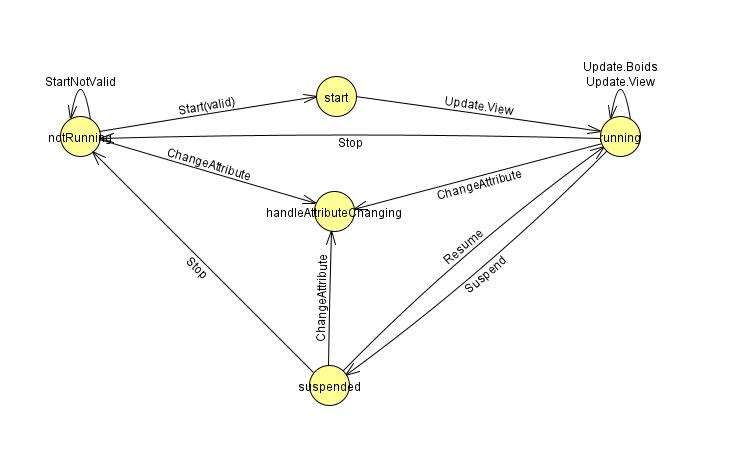 StartNotValid
Update.Boids
Update.View
Start(valid)
start
Update.View
notRunning
running
Stop
ChangeAttribute
ChangeAttribute
handleAttributeChanging
Stop
ChangeAttribute
Resume
Suspend
suspended